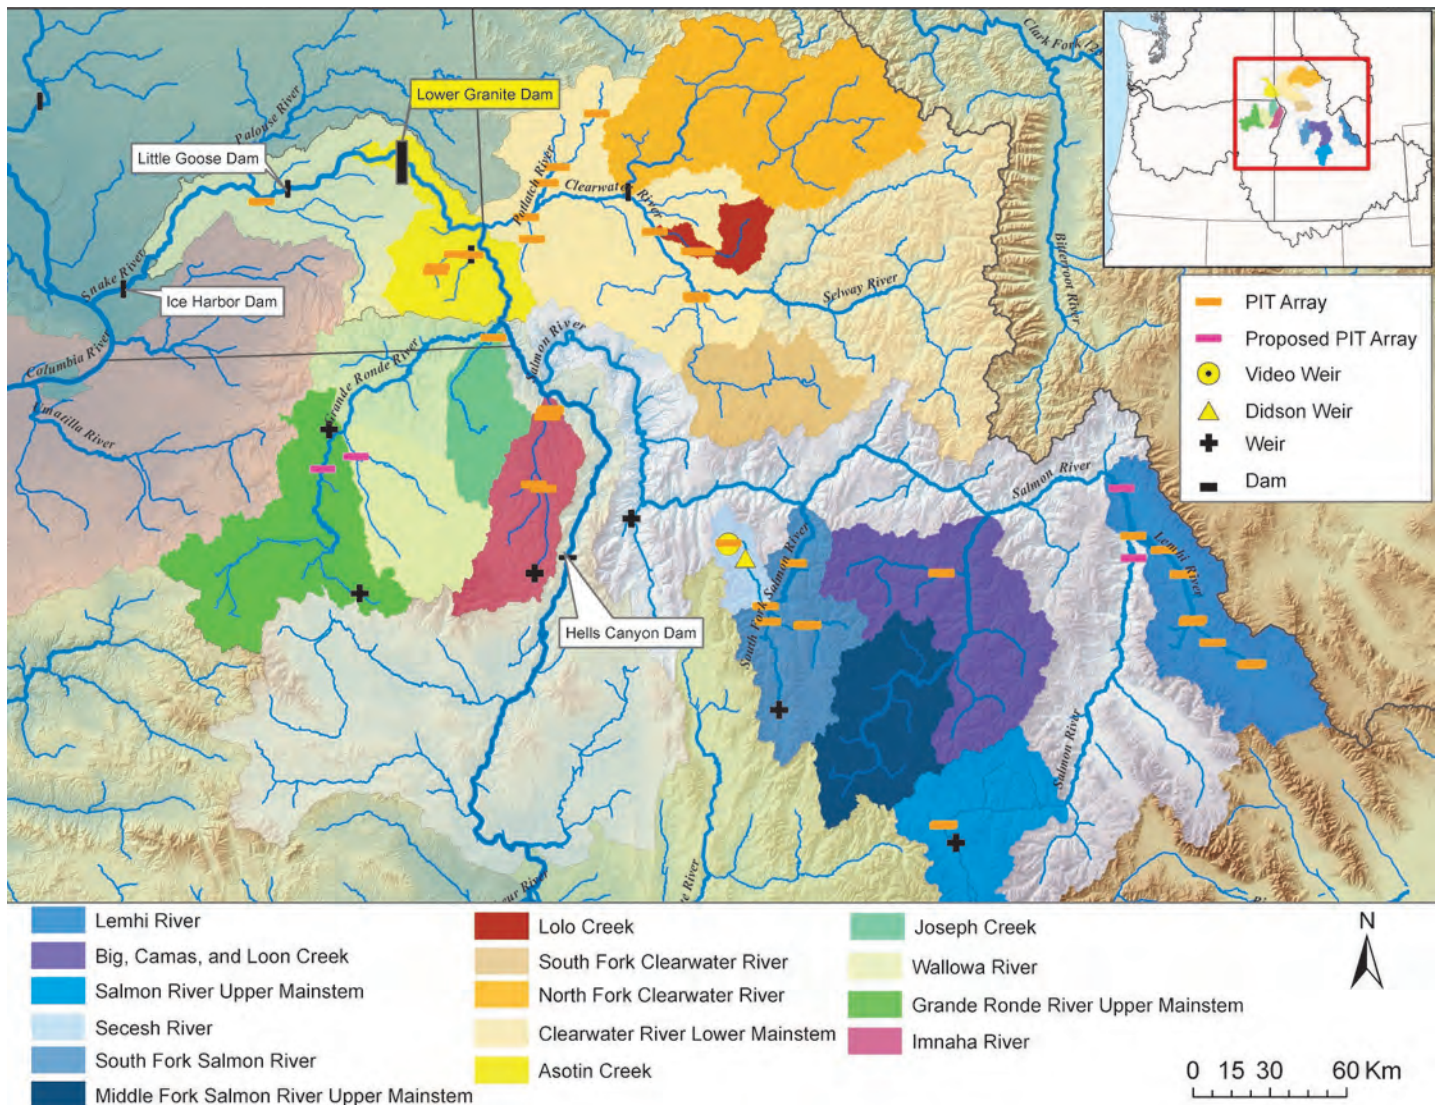 Clark Fork
Palouse River
Lower Granite Dam
Little Goose Dam
Potlatch River
Clearwater River
Snake River
Ice Harbor Dam
Selway River
Bitterroot River
Columbia River
Grande Ronde River
Salmon River
Umazilla River
Salmon River
Lemhi River
South Fork Salmon River
Hells Canyon Dam
Salmon River
River
River
PIT Array
Proposed PIT Array
Video Weir
Didson Weir
Weir
Dam
Lemhi River
Big, Camas, and Loon Creek
Salmon River Upper Mainstem
Secesh River
South Fork Salmon River
Middle Fork Salmon River Upper Mainstem
Lolo Creek
South Fork Clearwater River
North Fork Clearwater River
Clearwater River Lower Mainstem
Asotin Creek
Joseph Creek
Wallowa River
Grande Ronde River Upper Mainstem
Imnaha River
N
0 15 30 60 Km